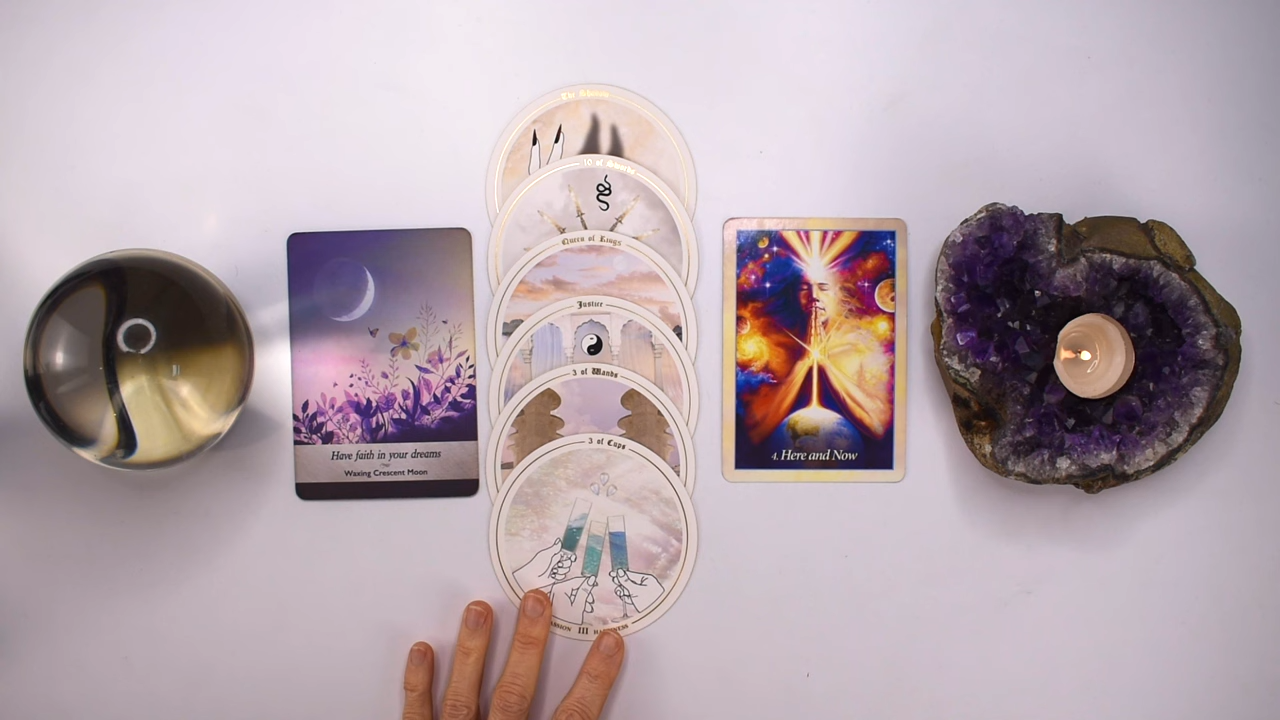 Have faith in your dreams
Waxing Crescent Moon
The Shadow
10 of Swords
Queen of Rings
Justice
3 of Wands
3 of Cups
III
4. Here and Now